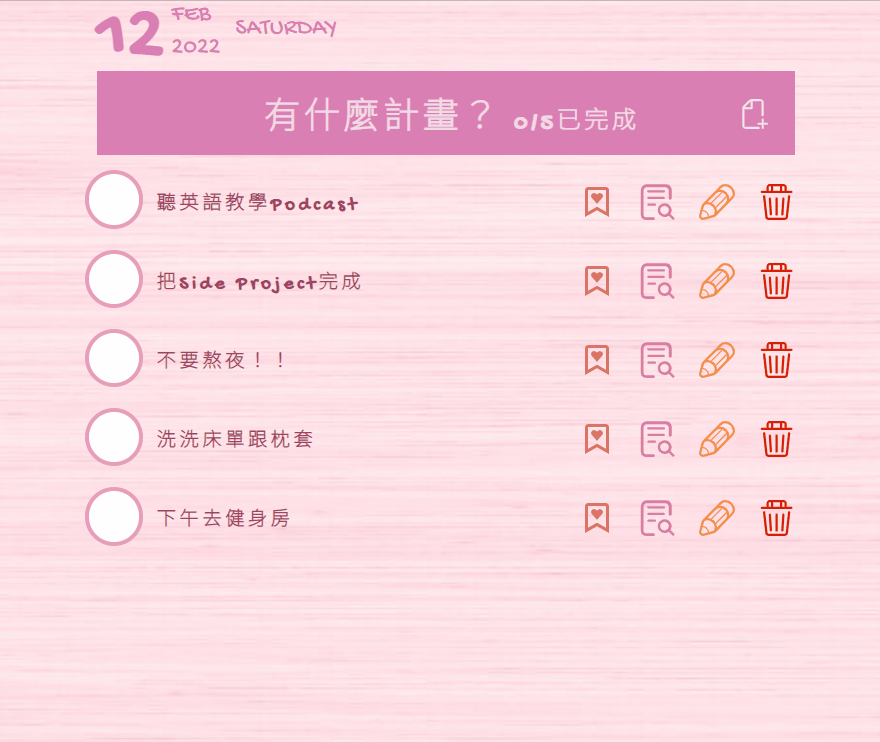 12 FEB 2022 SATURDAY
有什麼計畫？ 0/5已完成
聽英語教學Podcast
把Side Project完成
不要熬夜！！
洗洗床單跟枕套
下午去健身房